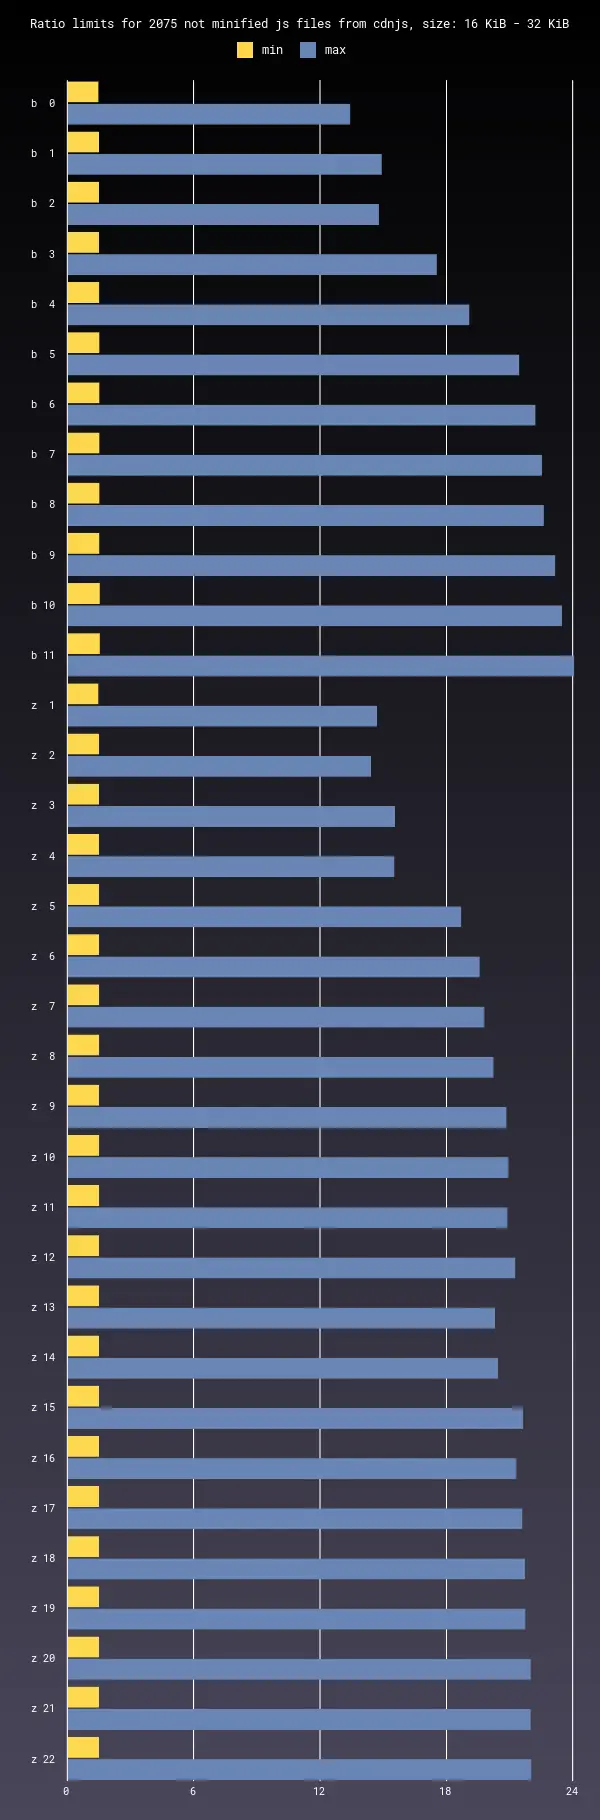 Ratio limits for 2075 not minified js files from cdnjs, size: 16 KiB - 32 KiB
min max
b 0
b 1
b 2
b 3
b 4
b 5
b 6
b 7
b 8
b 9
b 10
b 11
z 1
z 2
z 3
z 4
z 5
z 6
z 7
z 8
z 9
z 10
z 11
z 12
z 13
z 14
z 15
z 16
z 17
z 18
z 19
z 20
z 21
z 22
0 6 12 18 24